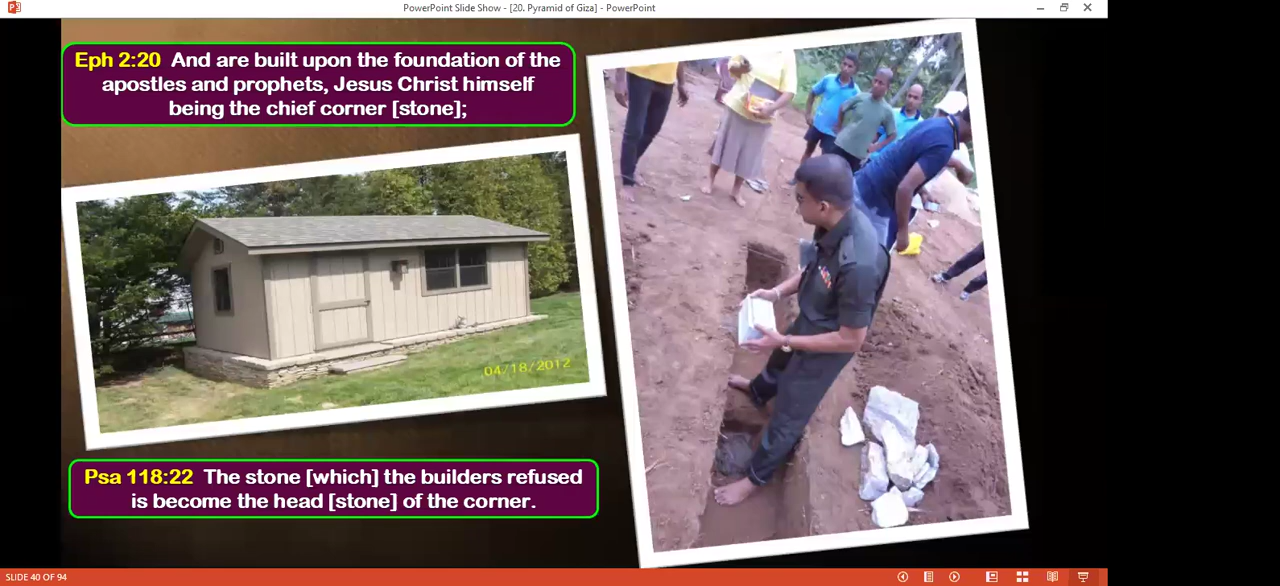 PowerPoint Slide Show - [20. Pyramid of Giza] - PowerPoint
Eph 2:20 And are built upon the foundation of the
apostles and prophets, Jesus Christ himself
being the chief corner [stone];
04/18/2012
Psa 118:22 The stone [which] the builders refused
is become the head [stone] of the corner.
SLIDE 40 OF 94